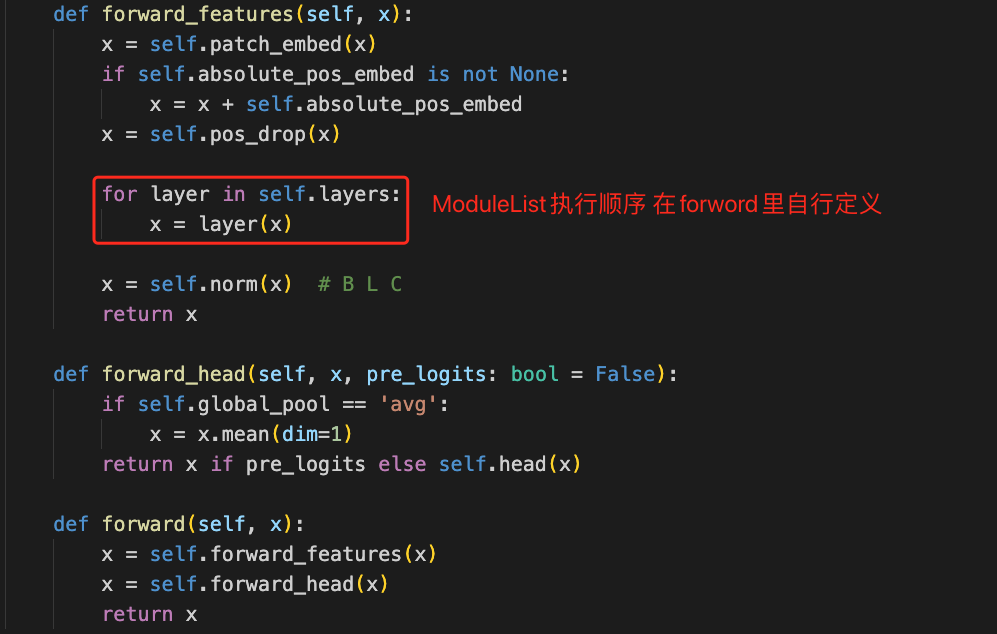 def forward_features(self, x):
x = self.patch_embed(x)
if self.absolute_pos_embed is not None:
x = x + self.absolute_pos_embed
x = self.pos_drop(x)
for layer in self.layers:
ModuleList执行顺序 在forword里自行定义
x = layer(x)
x = self.norm(x)  # B L C
return x
def forward_head(self, x, pre_logits: bool = False):
if self.global_pool == 'avg':
x = x.mean(dim=1)
return x if pre_logits else self.head(x)
def forward(self, x):
x = self.forward_features(x)
x = self.forward_head(x)
return x